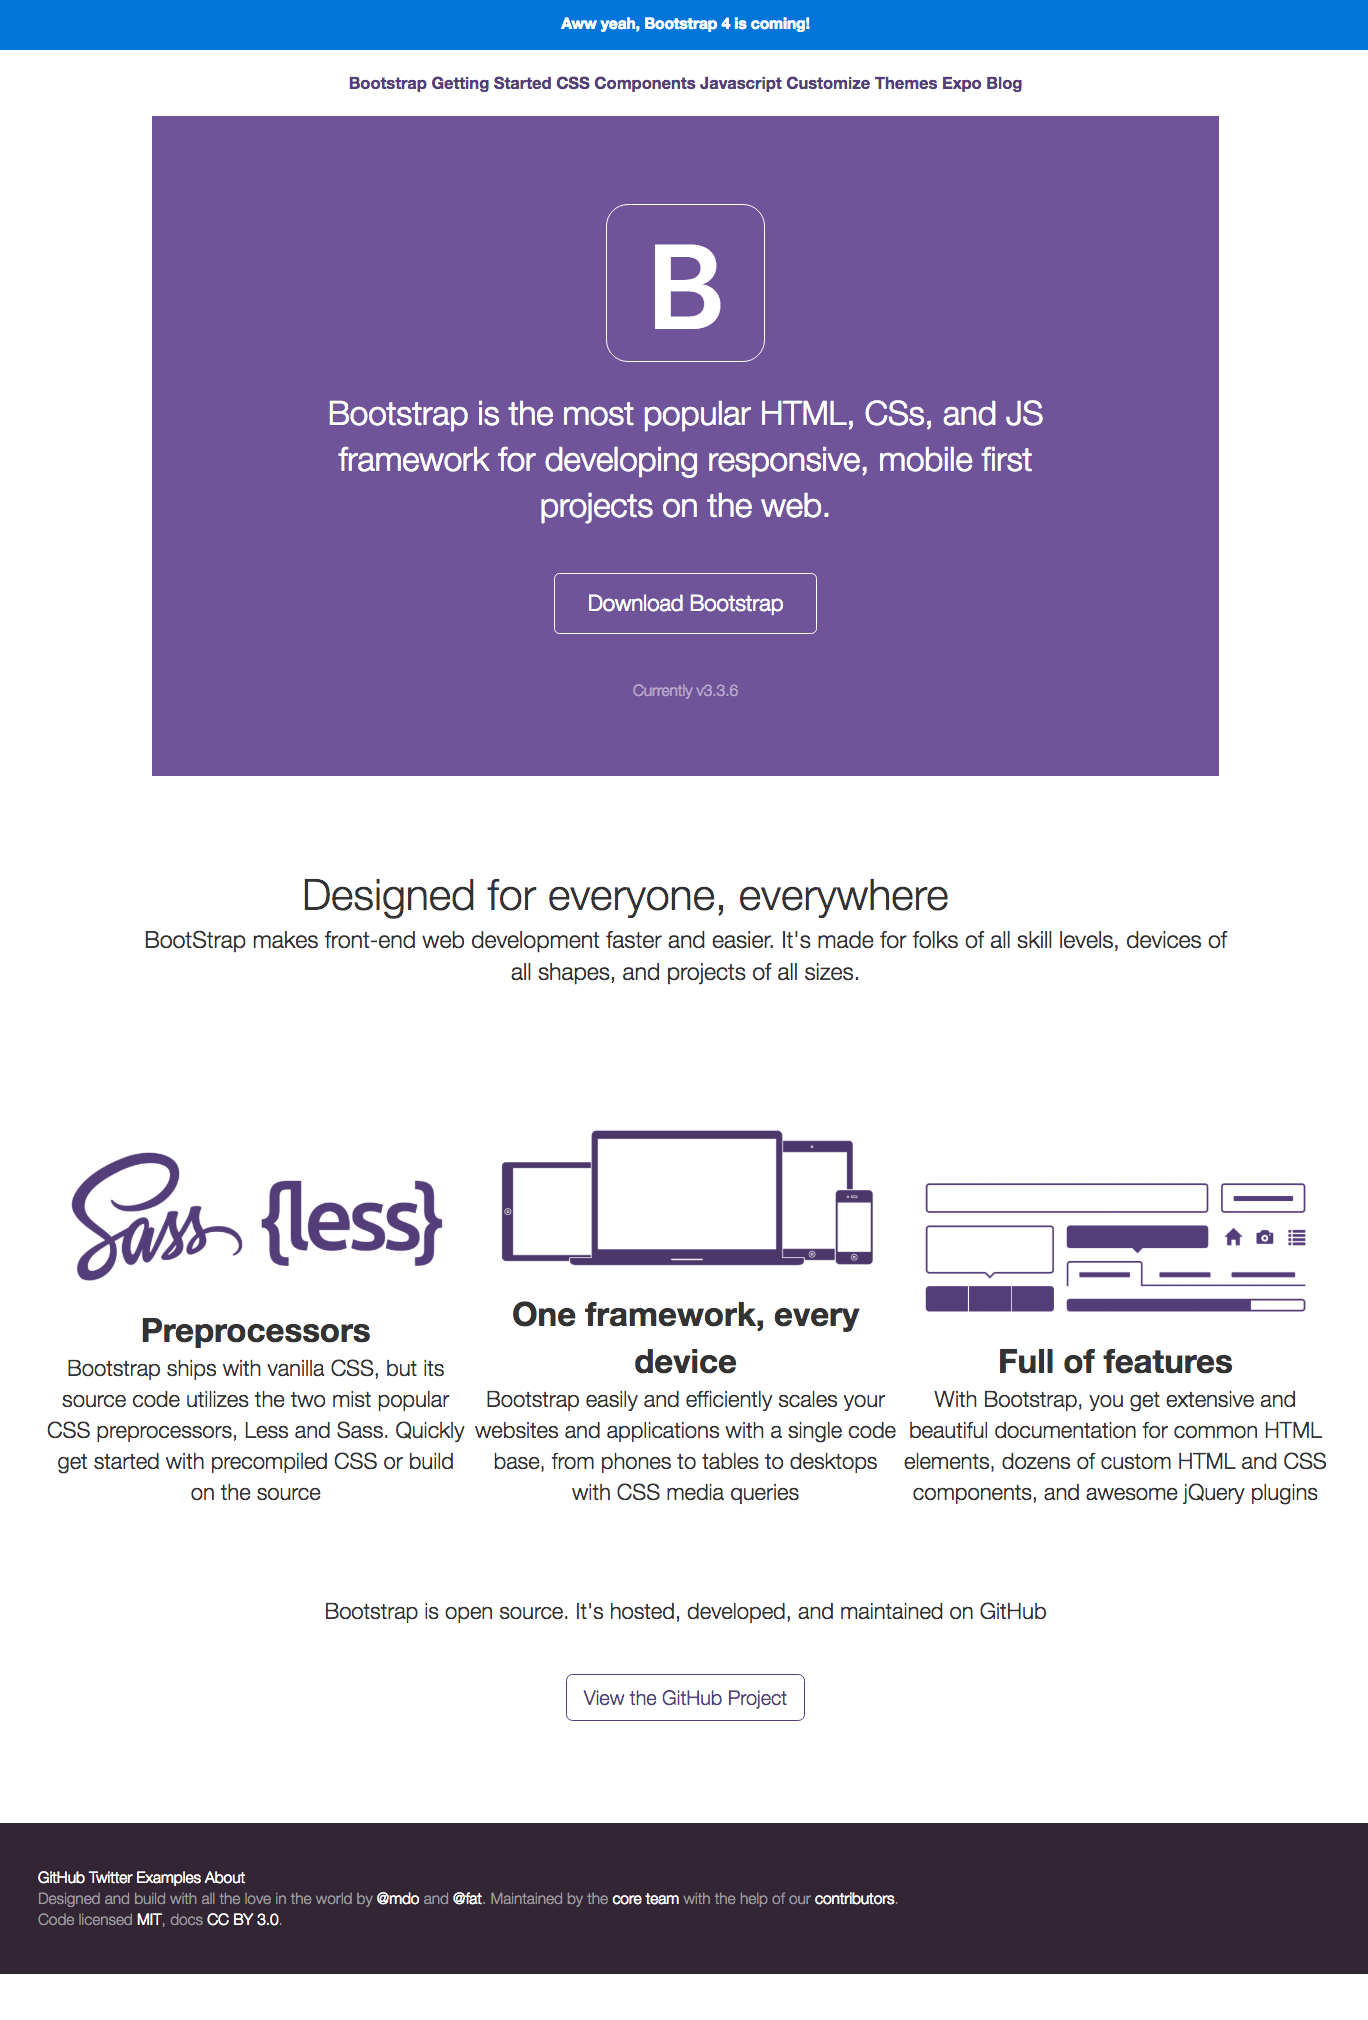 Aww yeah, Bootstrap 4 is coming!
Bootstrap Getting Started CSS Components Javascript Customize Themes Expo Blog
B
Bootstrap is the most popular HTML, CSs, and JS
framework for developing responsive, mobile first
projects on the web.
Download Bootstrap
Currently v3.3.6
Designed for everyone, everywhere
BootStrap makes front-end web development faster and easier. It's made for folks of all skill levels, devices of
all shapes, and projects of all sizes.
Sass {less}
Preprocessors
Bootstrap ships with vanilla CSS, but its
source code utilizes the two mist popular
CSS preprocessors, Less and Sass. Quickly
get started with precompiled CSS or build
on the source
One framework, every
device
Bootstrap easily and efficiently scales your
websites and applications with a single code
base, from phones to tables to desktops
with CSS media queries
Full of features
With Bootstrap, you get extensive and
beautiful documentation for common HTML
elements, dozens of custom HTML and CSS
components, and awesome jQuery plugins
Bootstrap is open source. It's hosted, developed, and maintained on GitHub
View the GitHub Project
GitHub Twitter Examples About
Designed and build with all the love in the world by @mdo and @fat. Maintained by the core team with the help of our contributors.
Code licensed MIT, docs CC BY 3.0.